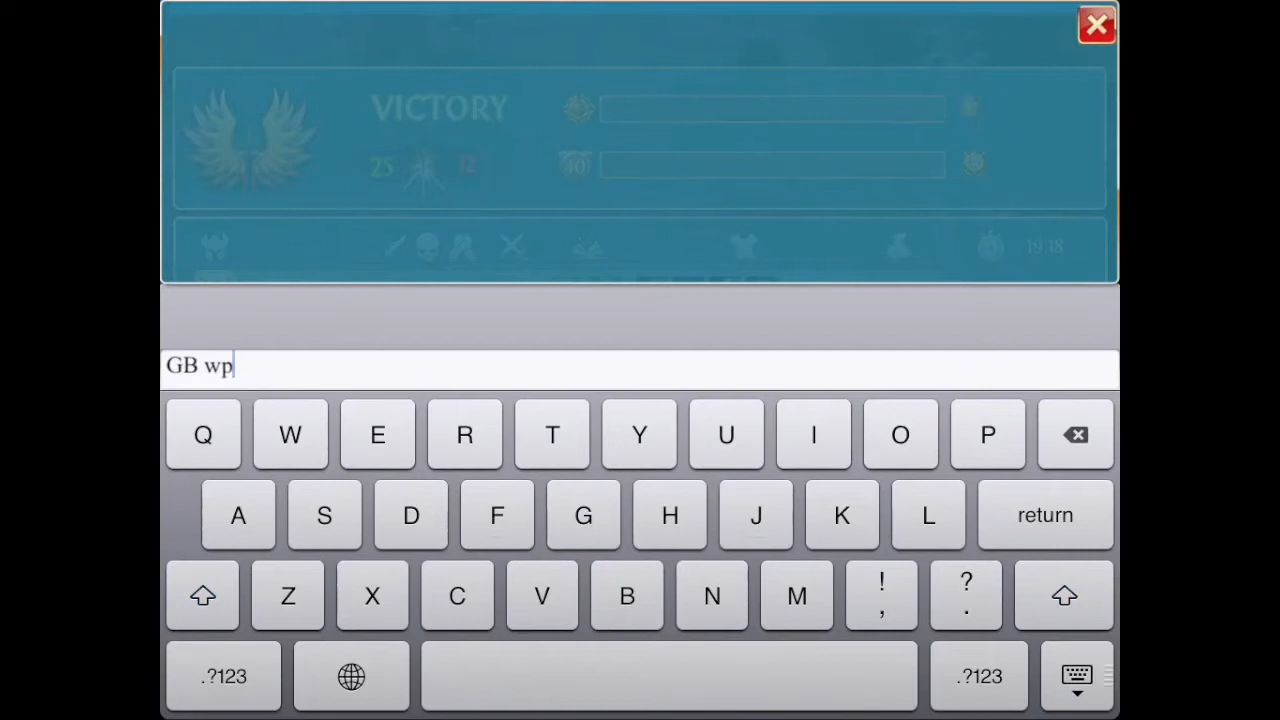 VICTORY
25 12
10
19:18
GB wp
Q W E R T Y U I O P
A S D F G H J K L return
Z X C V B N M ! , ? .
.?123 .?123